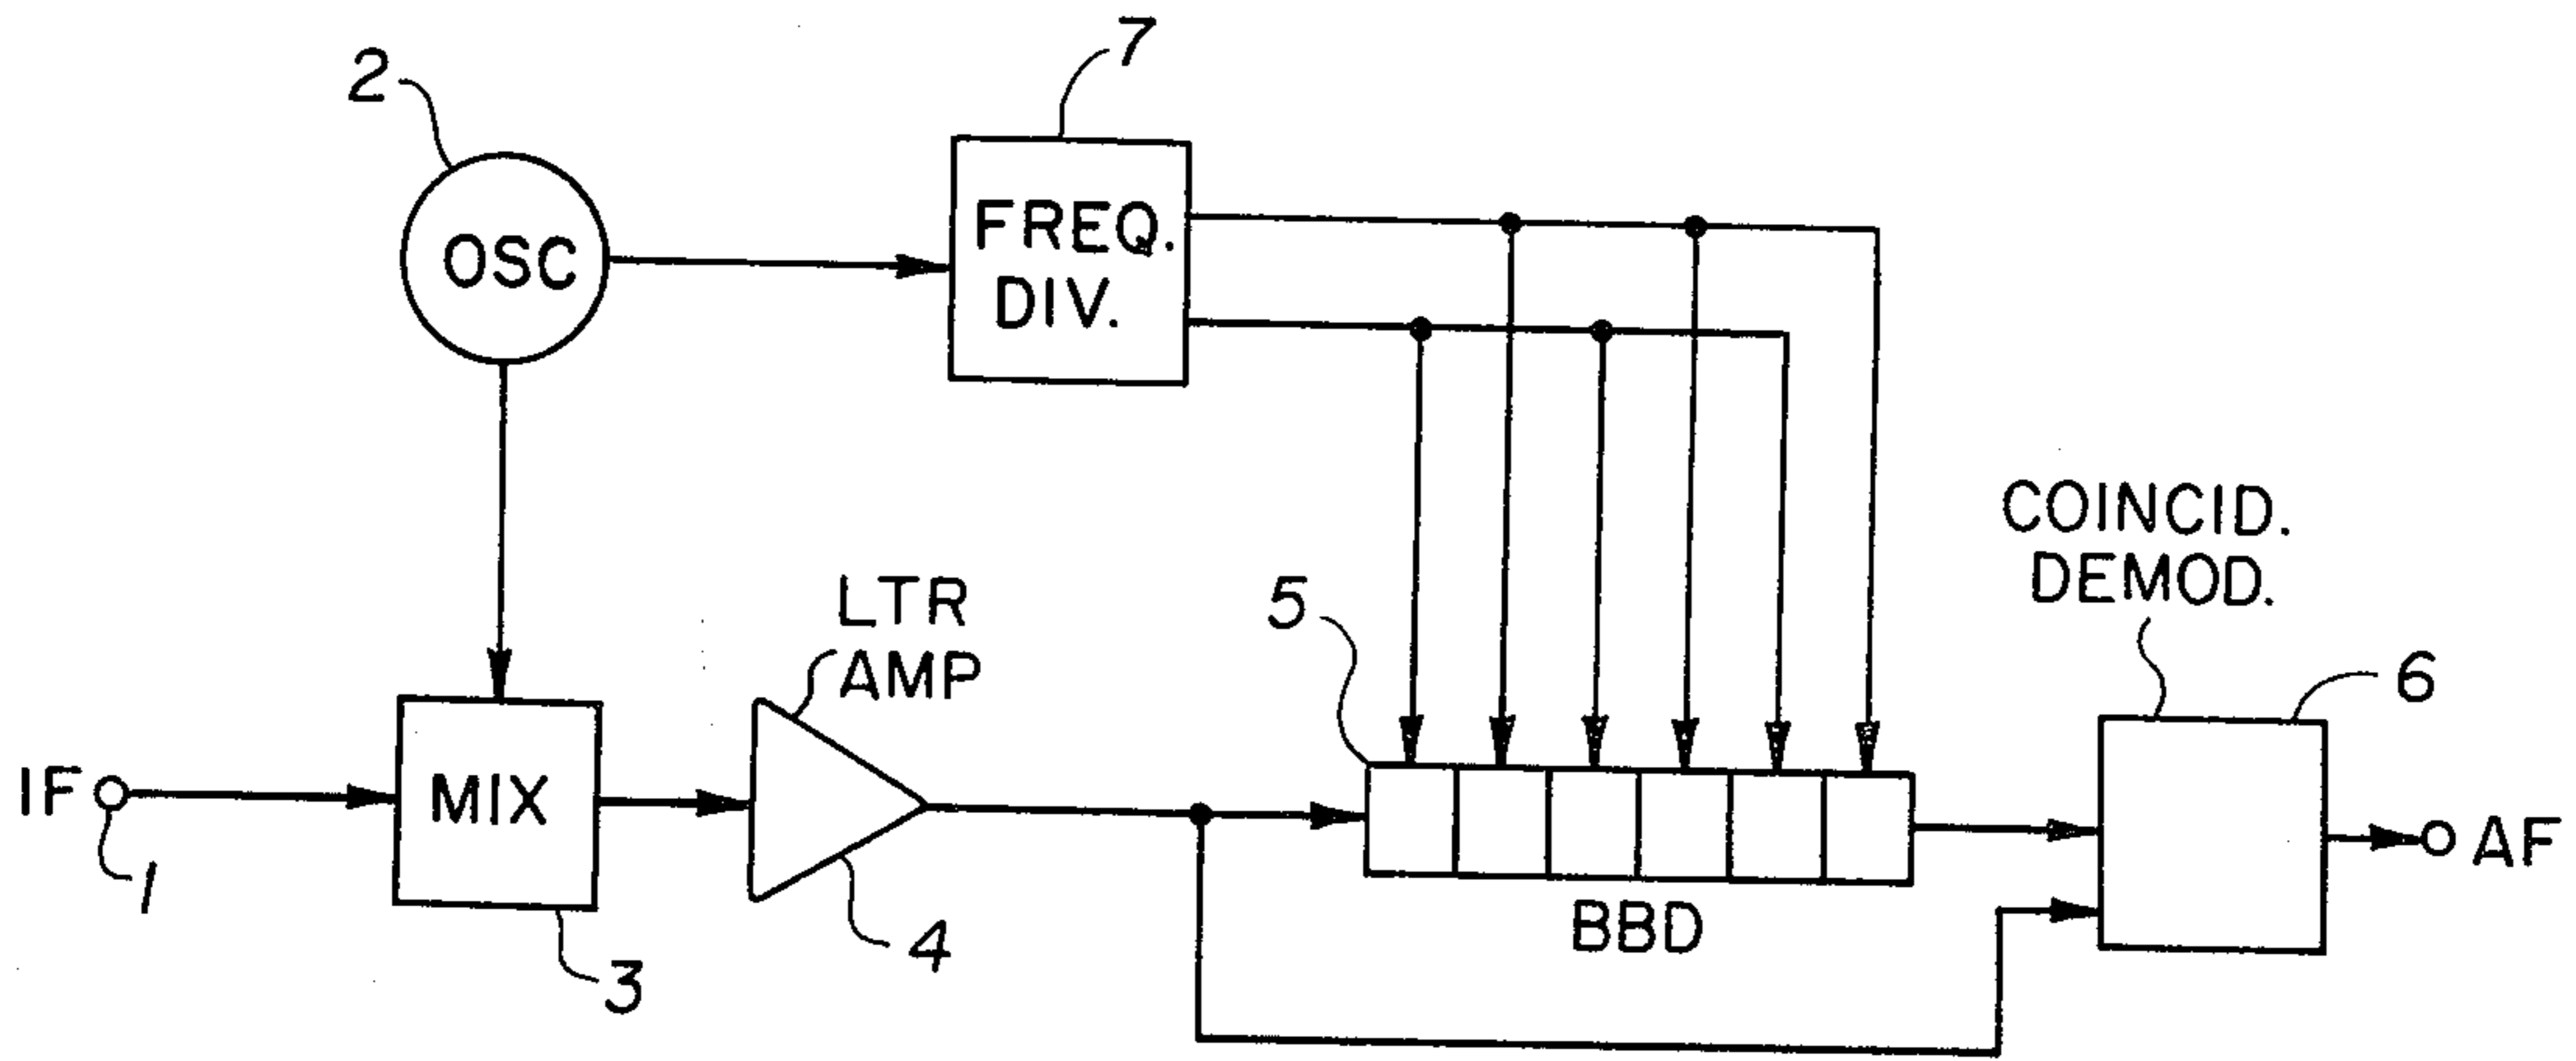 2
7
OSC
FREQ.
DIV.
COINCID.
DEMOD.
LTR
AMP
5
6
IF
MIX
AF
1
3
4
BBD